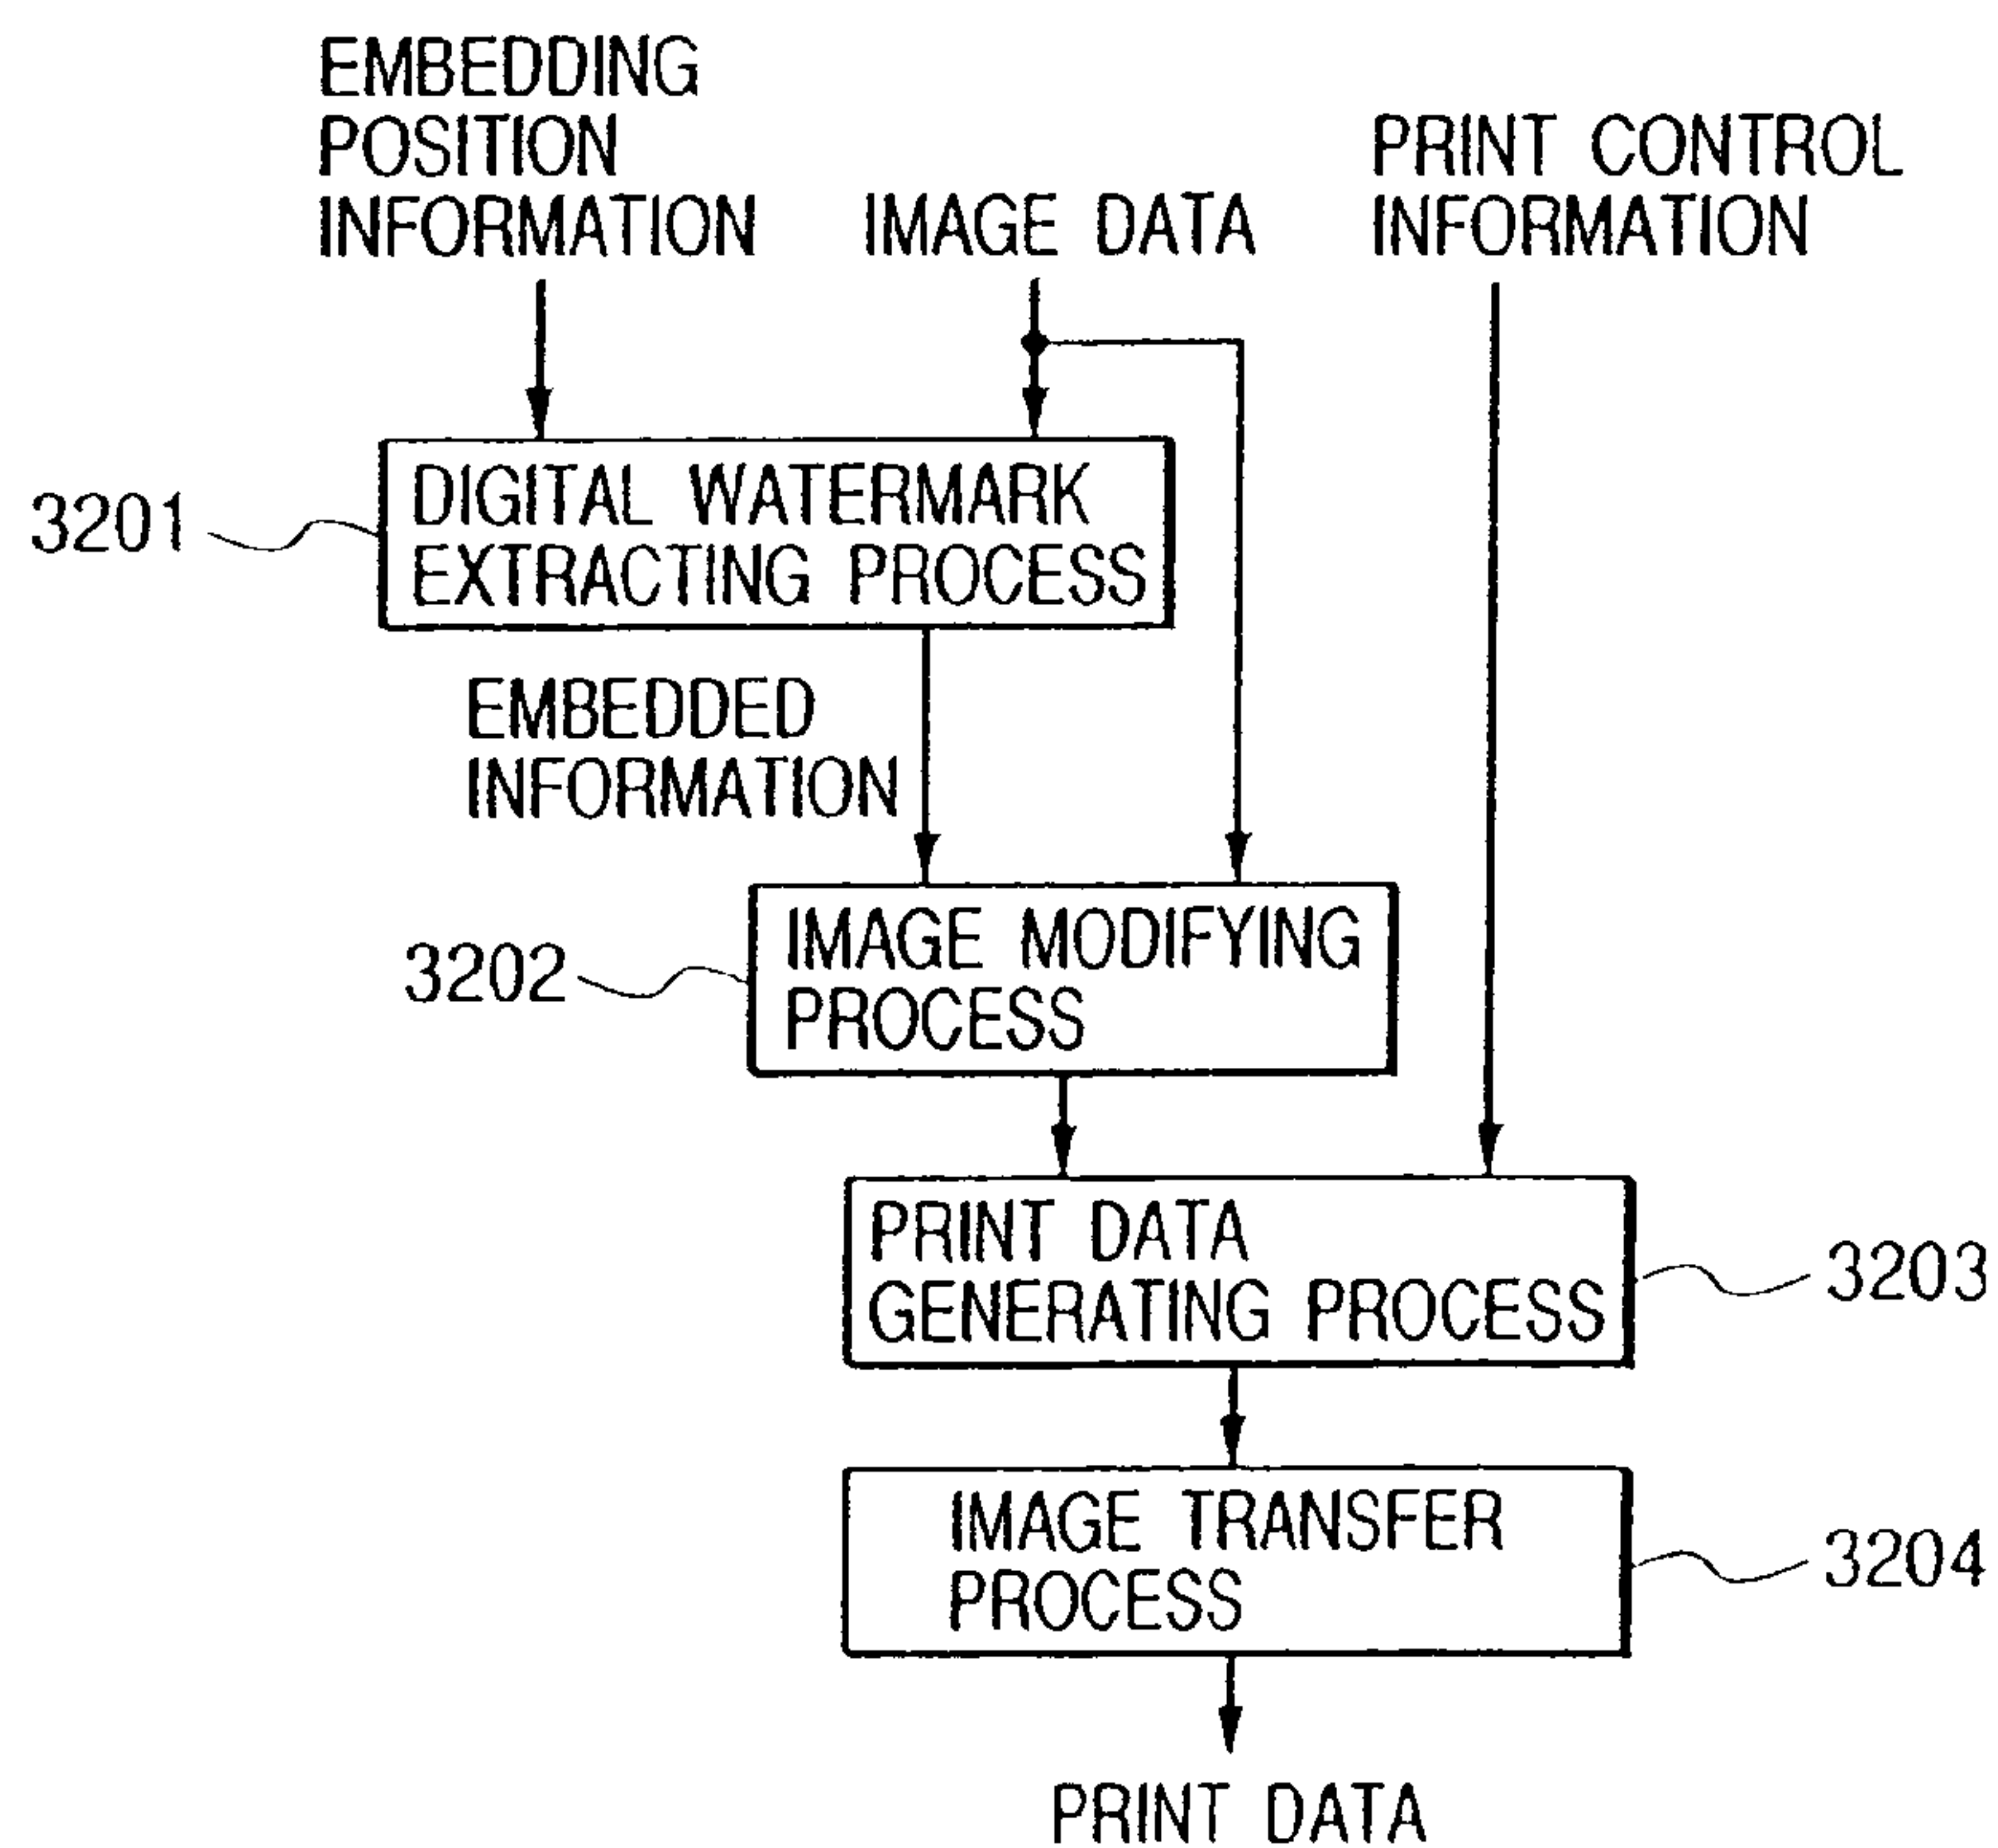 EMBEDDING
POSITION
INFORMATION
IMAGE DATA
PRINT CONTROL
INFORMATION
3201
DIGITAL WATERMARK
EXTRACTING PROCESS
EMBEDDED
INFORMATION
3202
IMAGE MODIFYING
PROCESS
PRINT DATA
GENERATING PROCESS
3203
IMAGE TRANSFER
PROCESS
3204
PRINT DATA